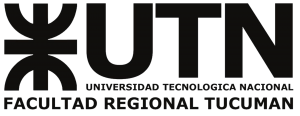 UTN
UNIVERSIDAD TECNOLOGICA NACIONAL
FACULTAD REGIONAL TUCUMAN